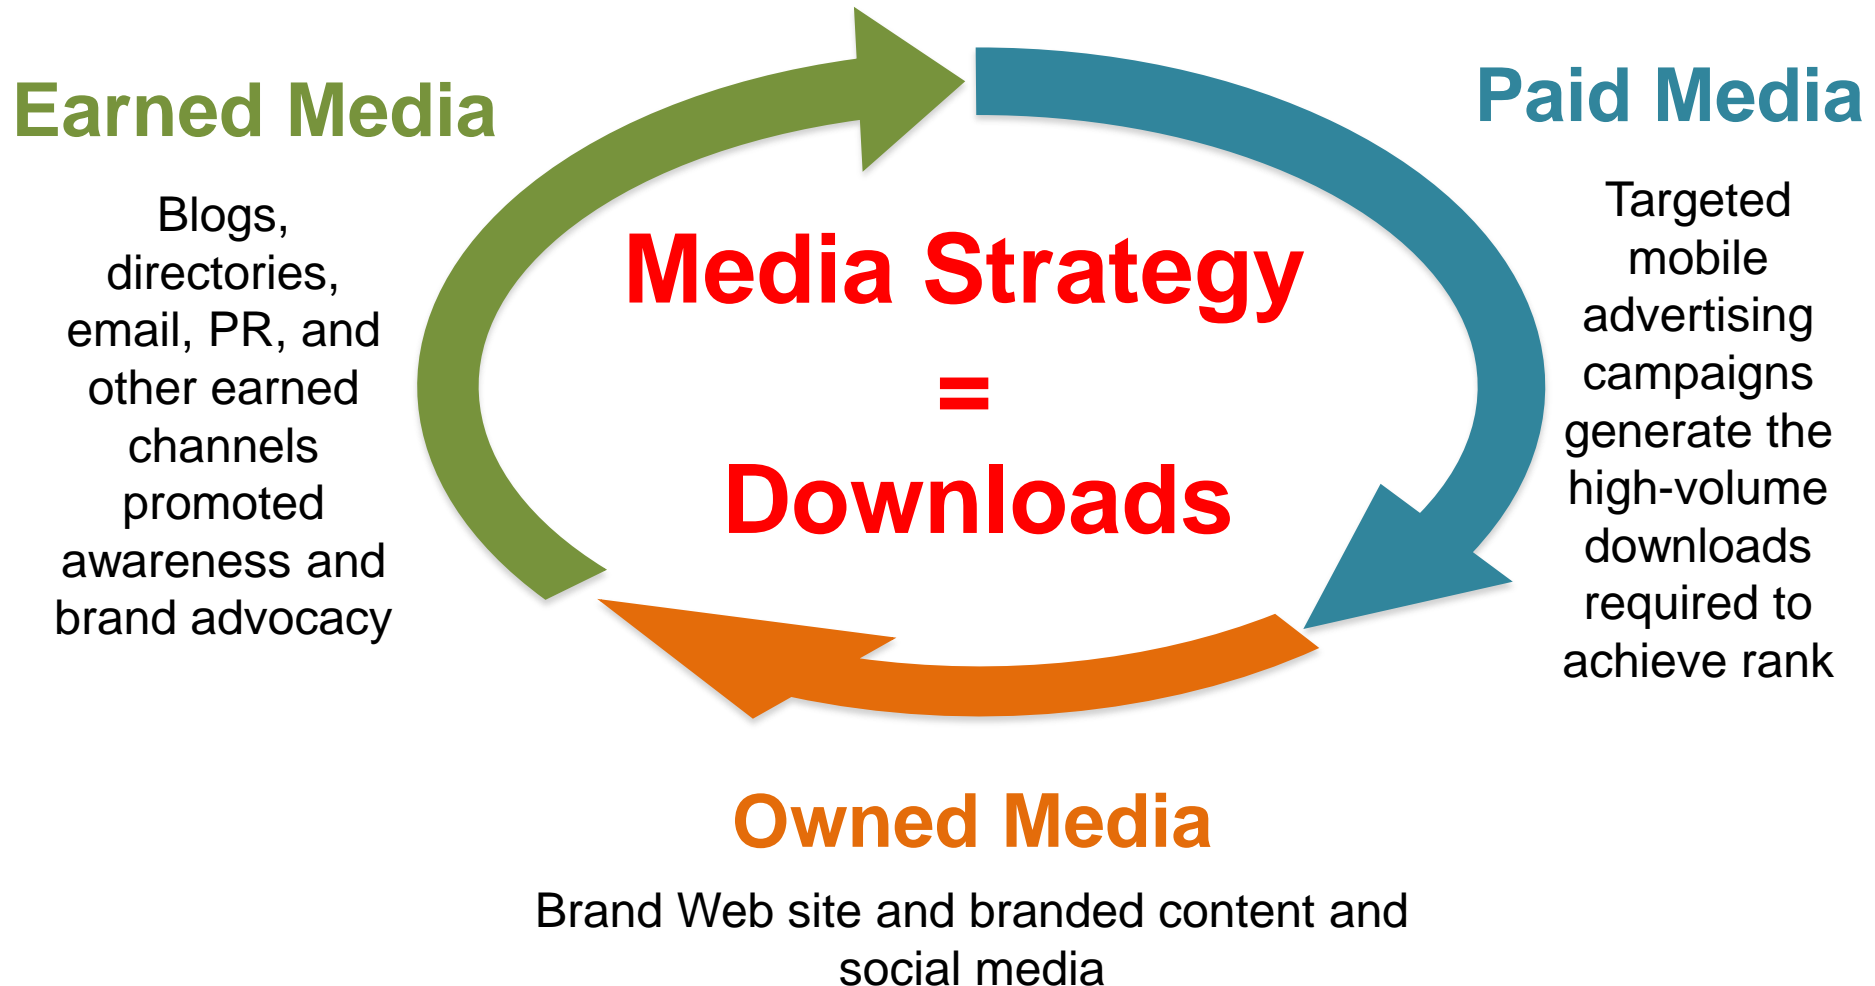 Earned Media
Blogs,
directories,
email, PR, and
other earned
channels
promoted
awareness and
brand advocacy
Media Strategy
=
Downloads
Paid Media
Targeted
mobile
advertising
campaigns
generate the
high-volume
downloads
required to
achieve rank
Owned Media
Brand Web site and branded content and
social media